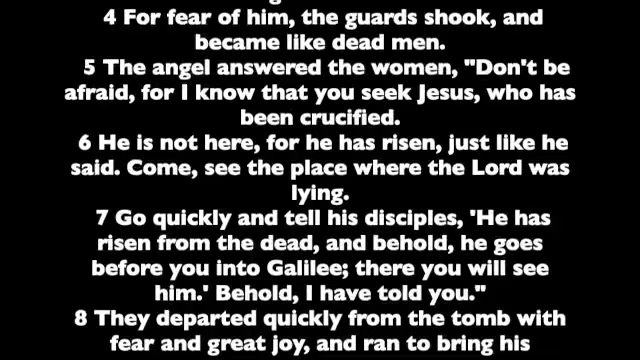 4 For fear of him, the guards shook, and
became like dead men.
5 The angel answered the women, "Don't be
afraid, for I know that you seek Jesus, who has
been crucified.
6 He is not here, for he has risen, just like he
said. Come, see the place where the Lord was
lying.
7 Go quickly and tell his disciples, 'He has
risen from the dead, and behold, he goes
before you into Galilee; there you will see
him.' Behold, I have told you."
8 They departed quickly from the tomb with
fear and great joy, and ran to bring his